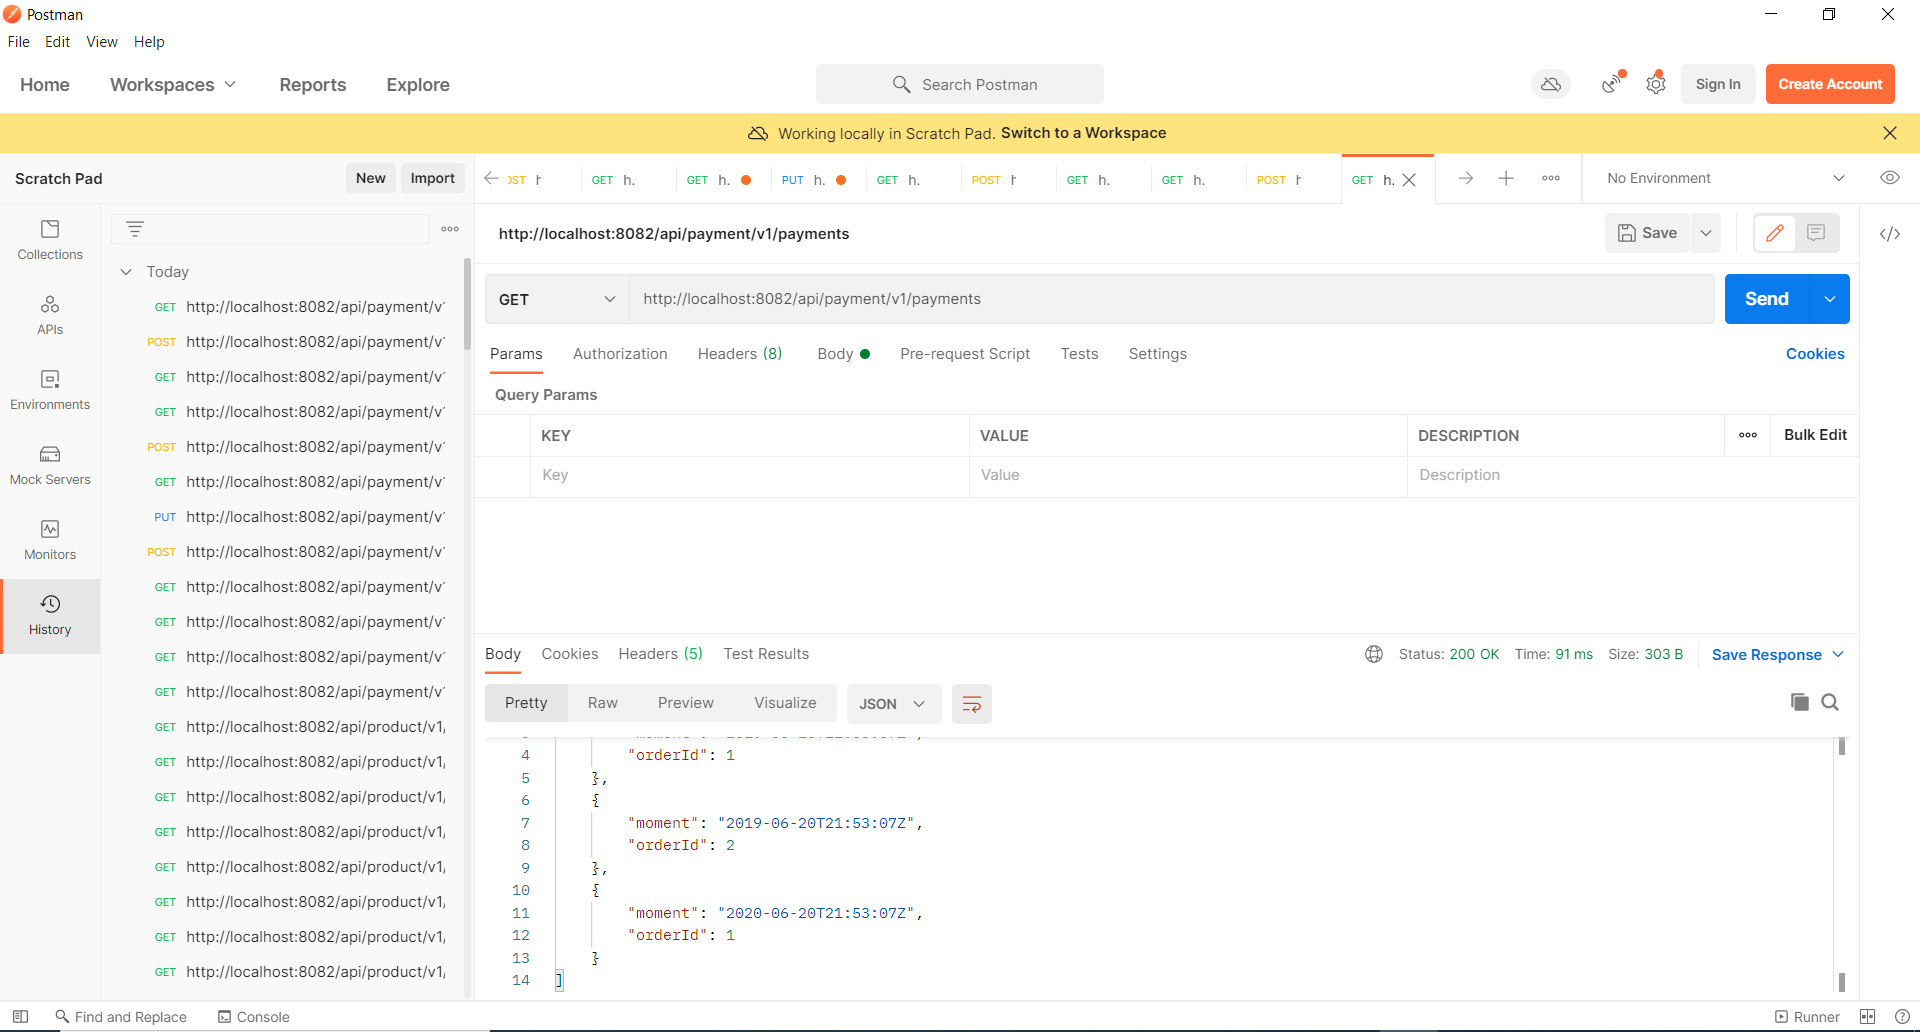 Postman
File Edit View Help
Home Workspaces Reports Explore Search Postman Sign In Create Account
Working locally in Scratch Pad. Switch to a Workspace
Scratch Pad New Import
GET h. GET h. PUT h. GET h. POST GET h. GET h. POST GET h.
No Environment
Collections
APIs
Environments
Mock Servers
Monitors
History
Today
GET http://localhost:8082/api/payment/v1
POST http://localhost:8082/api/payment/v1
GET http://localhost:8082/api/payment/v1
GET http://localhost:8082/api/payment/v1
POST http://localhost:8082/api/payment/v1
GET http://localhost:8082/api/payment/v1
PUT http://localhost:8082/api/payment/v1
POST http://localhost:8082/api/payment/v1
GET http://localhost:8082/api/payment/v1
GET http://localhost:8082/api/payment/v1
GET http://localhost:8082/api/payment/v1
GET http://localhost:8082/api/payment/v1
GET http://localhost:8082/api/product/v1/
GET http://localhost:8082/api/product/v1/
GET http://localhost:8082/api/product/v1/
GET http://localhost:8082/api/product/v1/
GET http://localhost:8082/api/product/v1/
GET http://localhost:8082/api/product/v1/
GET http://localhost:8082/api/product/v1/
GET http://localhost:8082/api/product/v1/
http://localhost:8082/api/payment/v1/payments
Save
</>
GET http://localhost:8082/api/payment/v1/payments Send
Params Authorization Headers (8) Body Pre-request Script Tests Settings Cookies
Query Params
KEY VALUE DESCRIPTION Bulk Edit
Key Value Description
Body Cookies Headers (5) Test Results Status: 200 OK Time: 91 ms Size: 303 B Save Response
Pretty Raw Preview Visualize JSON
4 "orderId": 1
5 },
6 {
7 "moment": "2019-06-20T21:53:07Z",
8 "orderId": 2
9 },
10 {
11 "moment": "2020-06-20T21:53:07Z",
12 "orderId": 1
13 }
14 ]
Find and Replace Console Runner